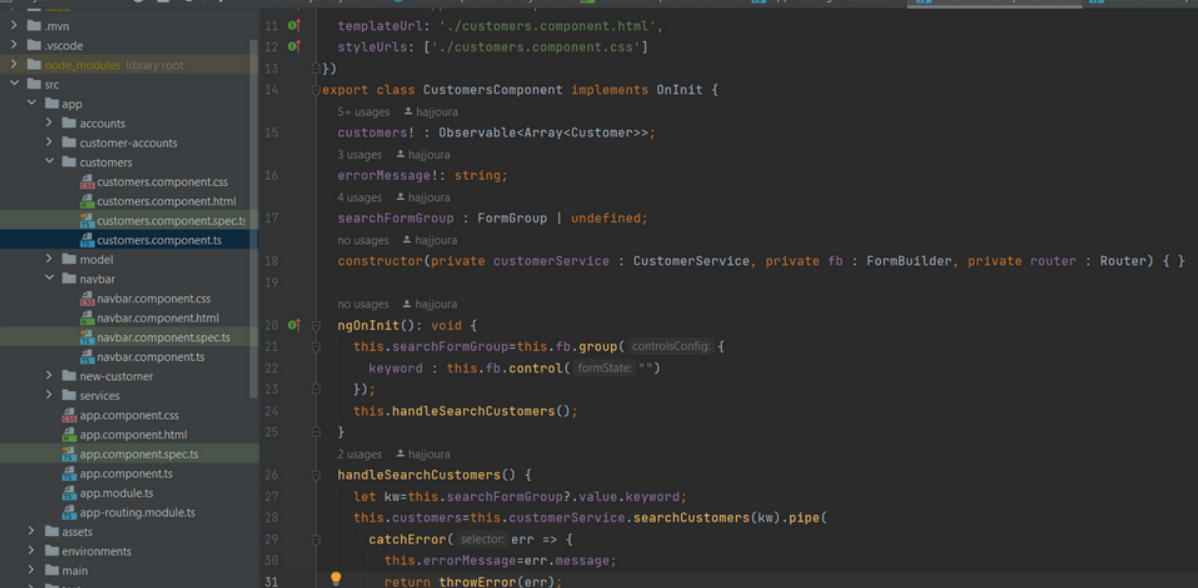 .mvn
.vscode
node_modules library root
src
app
accounts
customer-accounts
customers
customers.component.css
customers.component.html
customers.component.spec.ts
customers.component.ts
model
navbar
navbar.component.css
navbar.component.html
navbar.component.spec.ts
navbar.component.ts
new-customer
services
app.component.css
app.component.html
app.component.spec.ts
app.component.ts
app.module.ts
app-routing.module.ts
assets
environments
main
11 templateUrl: './customers.component.html',
12 styleUrls: ['./customers.component.css']
13 })
14 export class CustomersComponent implements OnInit {
5+ usages hajjoura
15 customers! : Observable<Array<Customer>>;
3 usages hajjoura
16 errorMessage!: string;
4 usages hajjoura
17 searchFormGroup : FormGroup | undefined;
no usages hajjoura
18 constructor(private customerService : CustomerService, private fb : FormBuilder, private router : Router) { }
19
no usages hajjoura
20 ngOnInit(): void {
21 this.searchFormGroup=this.fb.group( controlsConfig: {
22 keyword : this.fb.control( formState: "")
23 });
24 this.handleSearchCustomers();
25 }
2 usages hajjoura
26 handleSearchCustomers() {
27 let kw=this.searchFormGroup?.value.keyword;
28 this.customers=this.customerService.searchCustomers(kw).pipe(
29 catchError( selector: err => {
30 this.errorMessage=err.message;
31 return throwError(err);